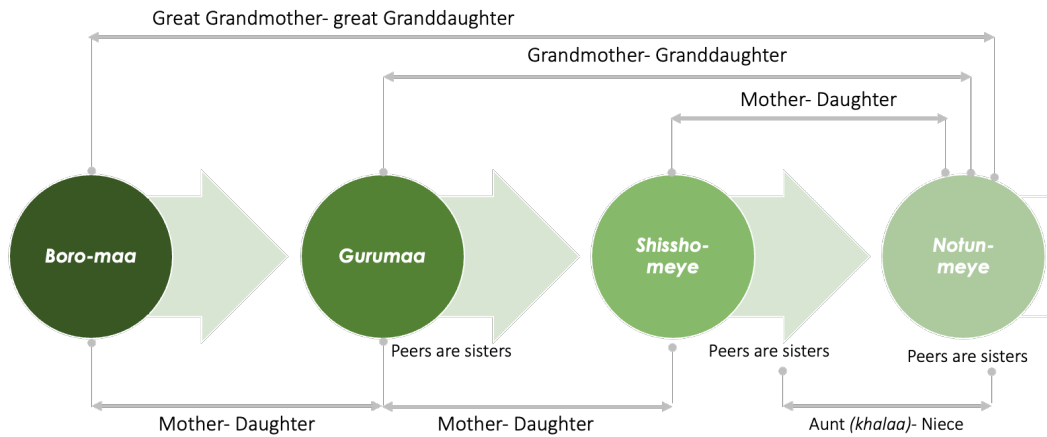 Great Grandmother- great Granddaughter
Grandmother- Granddaughter
Mother- Daughter
Boro-maa
Gurumaa
Shissho-
meye
Notun-
meye
Peers are sisters
Peers are sisters
Peers are sisters
Mother- Daughter
Mother- Daughter
Aunt (khalaa)- Niece